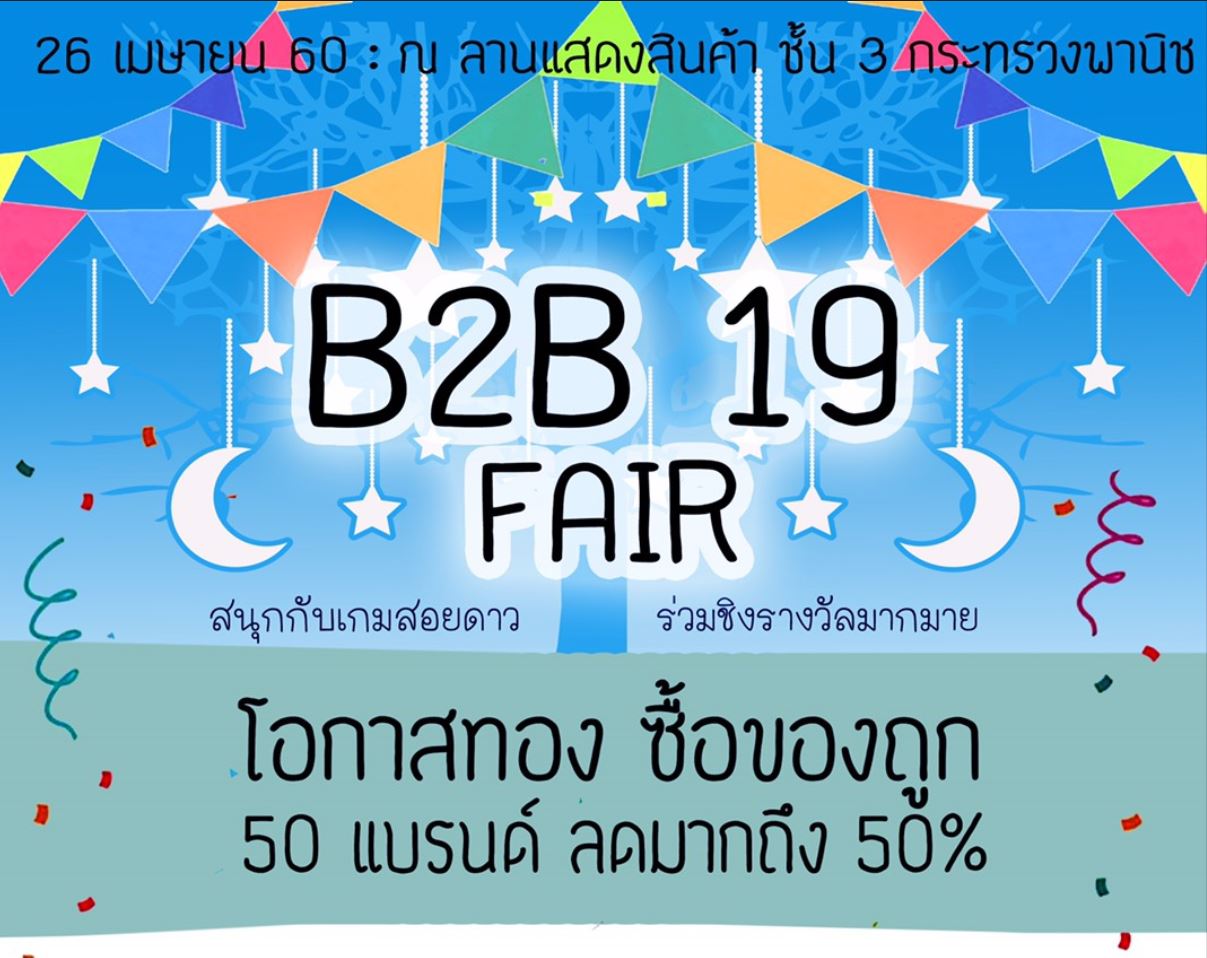 26 เมษายน 60 : ณ ลานแสดงสินค้า ชั้น 3 กระทรวงพานิช
B2B 19
FAIR
สนุกกับเกมสอยดาว ร่วมชิงรางวัลมากมาย
โอกาสทอง ซื้อของถูก
50 แบรนด์ ลดมากถึง 50%